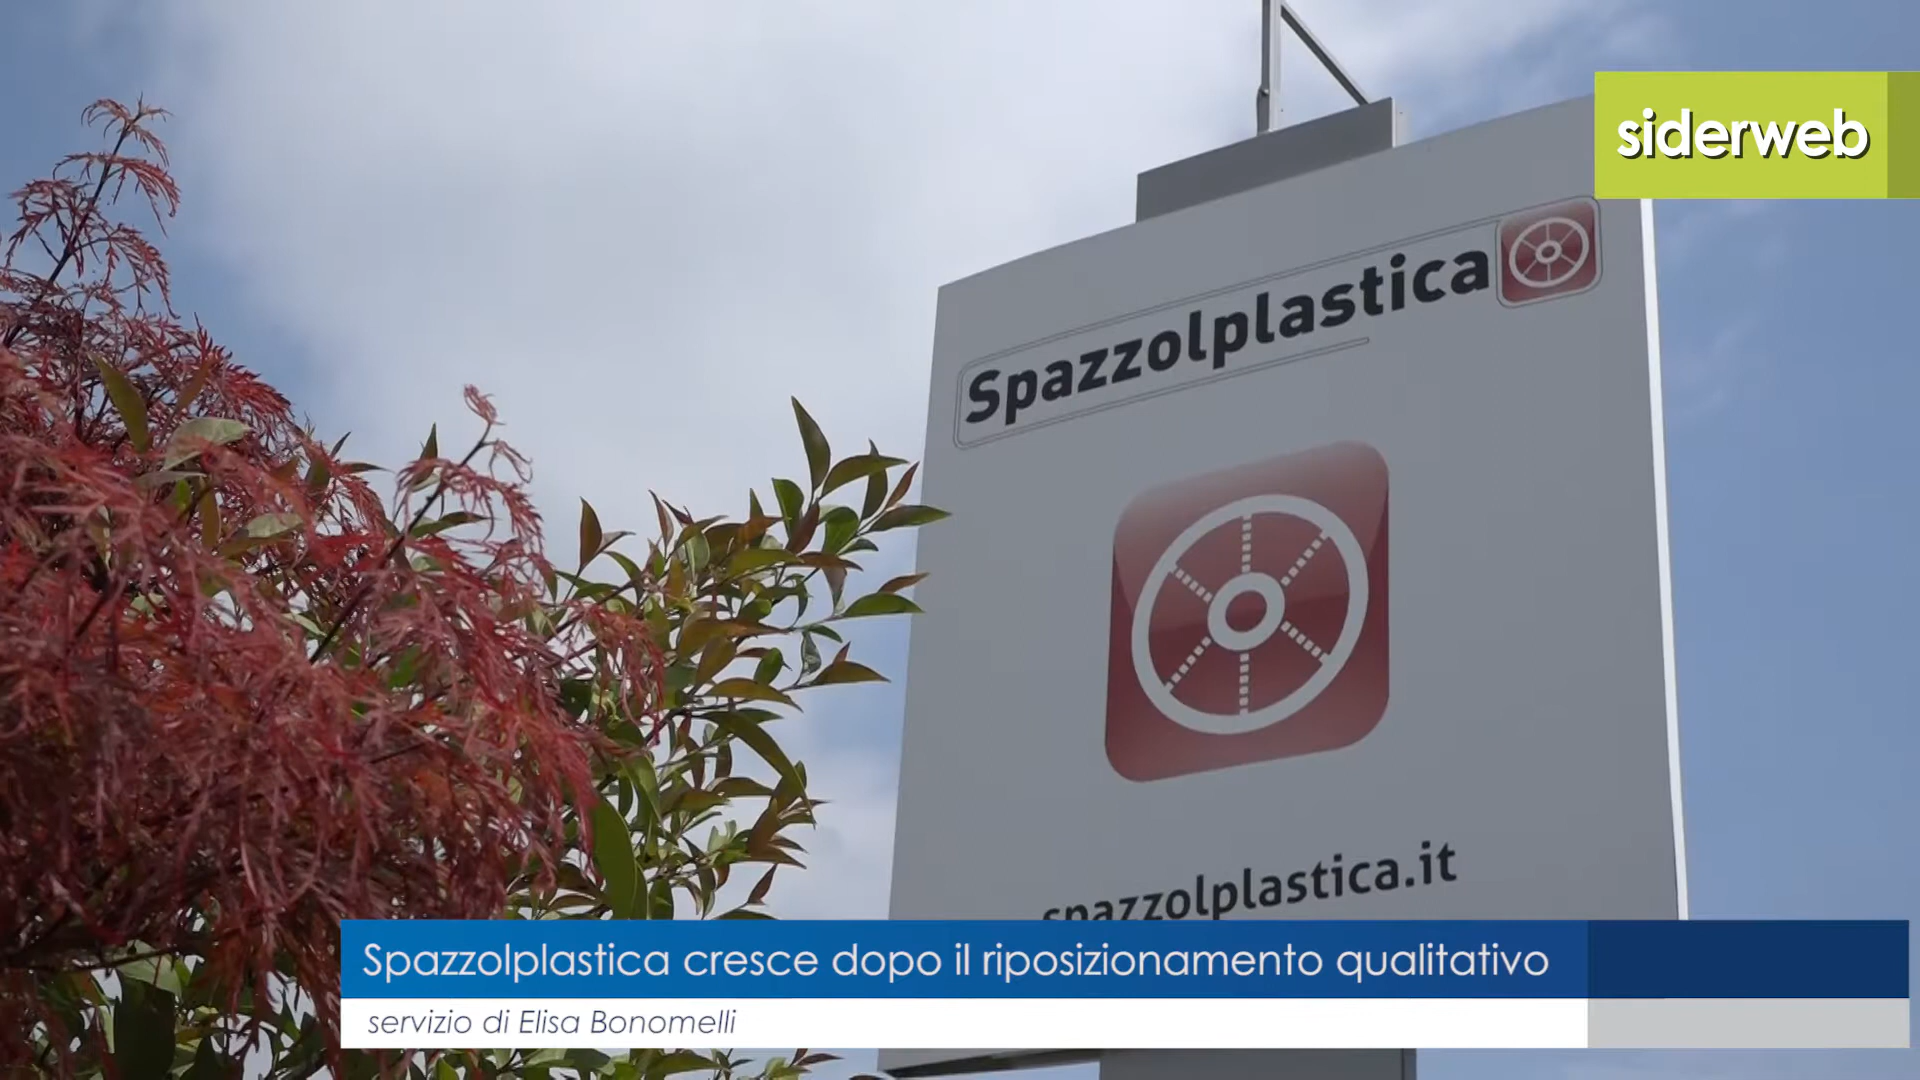 siderweb
Spazzolplastica
spazzolplastica.it
Spazzolplastica cresce dopo il riposizionamento qualitativo
servizio di Elisa Bonomelli